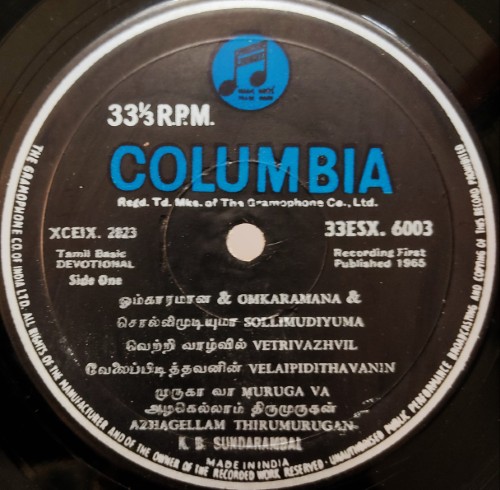 33⅓ R.P.M.
COLUMBIA
Regd. Td. Mks. of The Gramophone Co., Ltd.
XCEIX. 2823
33ESX. 6003
Tamil Basic
DEVOTIONAL
Recording First
Published 1965
Side One
ஓம்காரமான & OMKARAMANA &
சொல்லிமுடியுமா SOLLIMUDIYUMA
வெற்றி வாழ்வில் VETRIVAZHVIL
வேலைப்பிடித்தவனின் VELAIPIDITHAVANIN
முருகா வா MURUGA VA
அழகெல்லாம் திருமுருகன்
AZHAGELLAM THIRUMURUGAN
K. B. SUNDARAMBAL
MADE IN INDIA
THE GRAMOPHONE CO. OF INDIA LTD. ALL RIGHTS OF THE MANUFACTURER AND OF THE OWNER OF THE RECORDED WORK RESERVED · UNAUTHORISED PUBLIC PERFORMANCE BROADCASTING AND COPYING OF THIS RECORD PROHIBITED